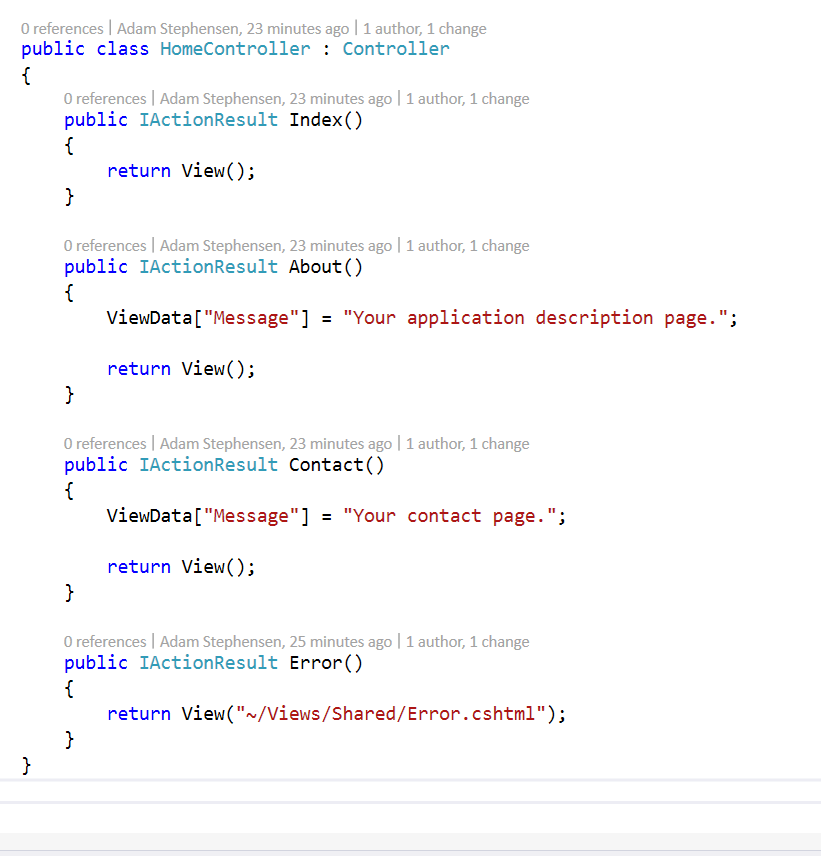 0 references | Adam Stephensen, 23 minutes ago | 1 author, 1 change
public class HomeController : Controller
{
0 references | Adam Stephensen, 23 minutes ago | 1 author, 1 change
public IActionResult Index()
{
return View();
}
0 references | Adam Stephensen, 23 minutes ago | 1 author, 1 change
public IActionResult About()
{
ViewData["Message"] = "Your application description page.";
return View();
}
0 references | Adam Stephensen, 23 minutes ago | 1 author, 1 change
public IActionResult Contact()
{
ViewData["Message"] = "Your contact page.";
return View();
}
0 references | Adam Stephensen, 25 minutes ago | 1 author, 1 change
public IActionResult Error()
{
return View("~/Views/Shared/Error.cshtml");
}
}